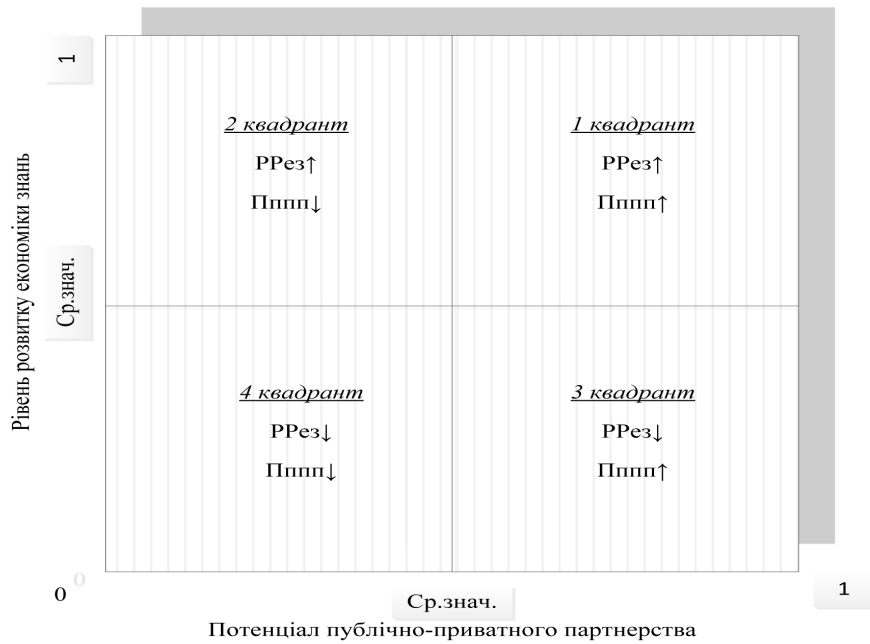 1
2 квадрант
РРез↑
Пппп↓
1 квадрант
РРез↑
Пппп↑
Рівень розвитку економіки знань
Ср.знач.
4 квадрант
РРез↓
Пппп↓
3 квадрант
РРез↓
Пппп↑
0
0
Ср.знач.
1
Потенціал публічно-приватного партнерства